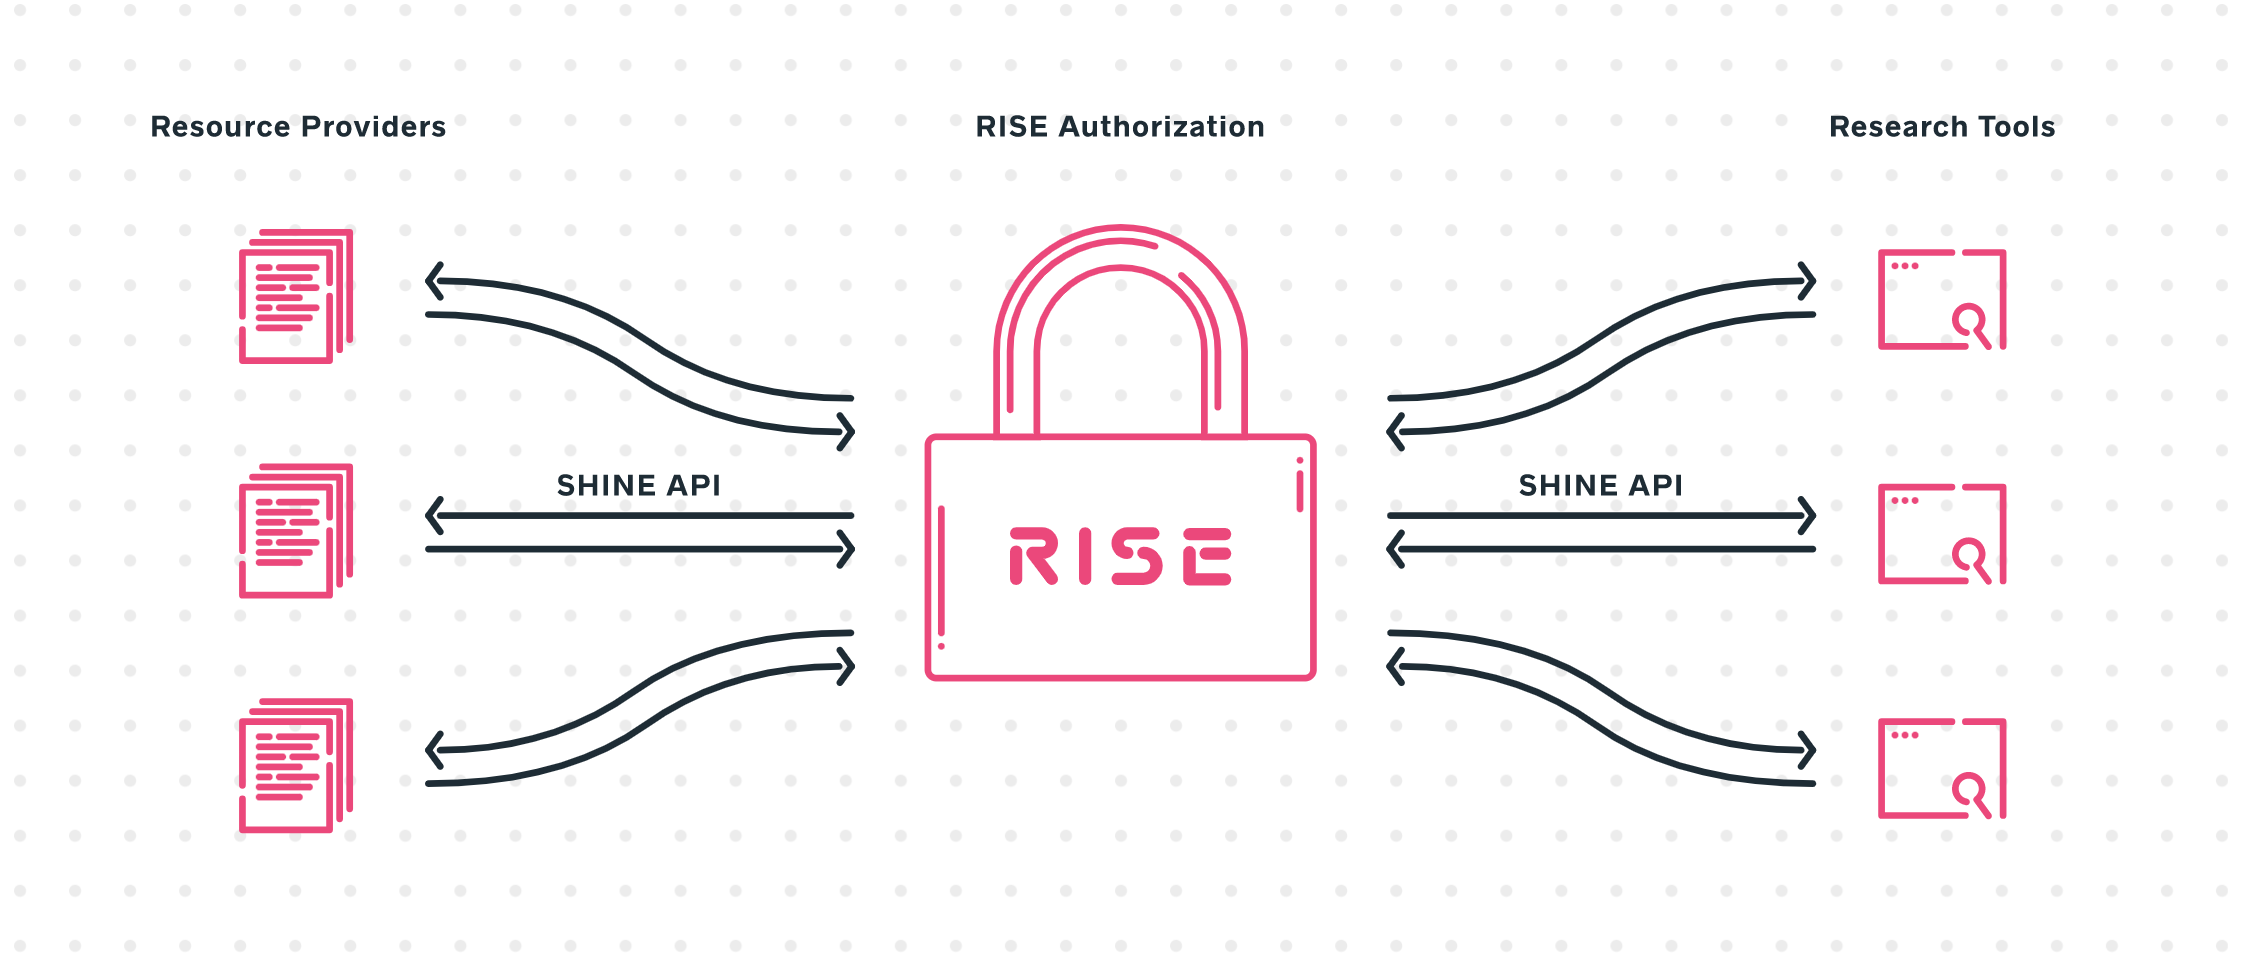 Resource Providers
RISE Authorization
Research Tools
SHINE API
SHINE API
RISE